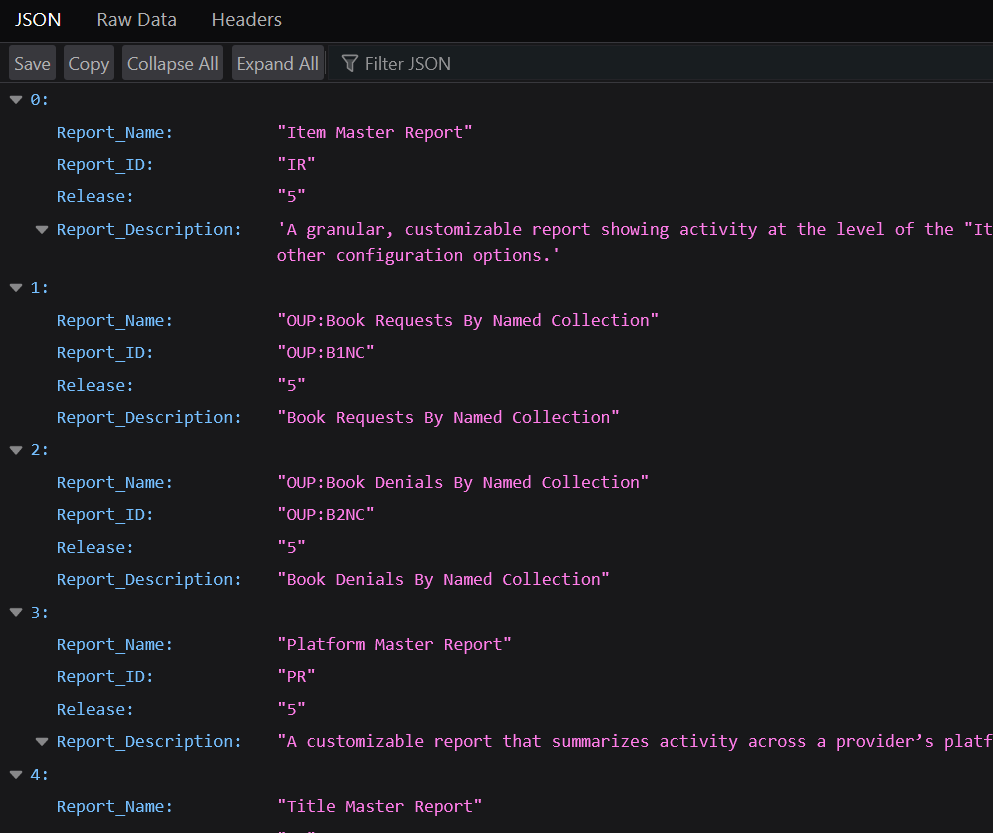 JSON Raw Data Headers
Save Copy Collapse All Expand All Filter JSON
0:
Report_Name: "Item Master Report"
Report_ID: "IR"
Release: "5"
Report_Description: 'A granular, customizable report showing activity at the level of the "It
other configuration options.'
1:
Report_Name: "OUP:Book Requests By Named Collection"
Report_ID: "OUP:B1NC"
Release: "5"
Report_Description: "Book Requests By Named Collection"
2:
Report_Name: "OUP:Book Denials By Named Collection"
Report_ID: "OUP:B2NC"
Release: "5"
Report_Description: "Book Denials By Named Collection"
3:
Report_Name: "Platform Master Report"
Report_ID: "PR"
Release: "5"
Report_Description: "A customizable report that summarizes activity across a provider’s platf
4:
Report_Name: "Title Master Report"